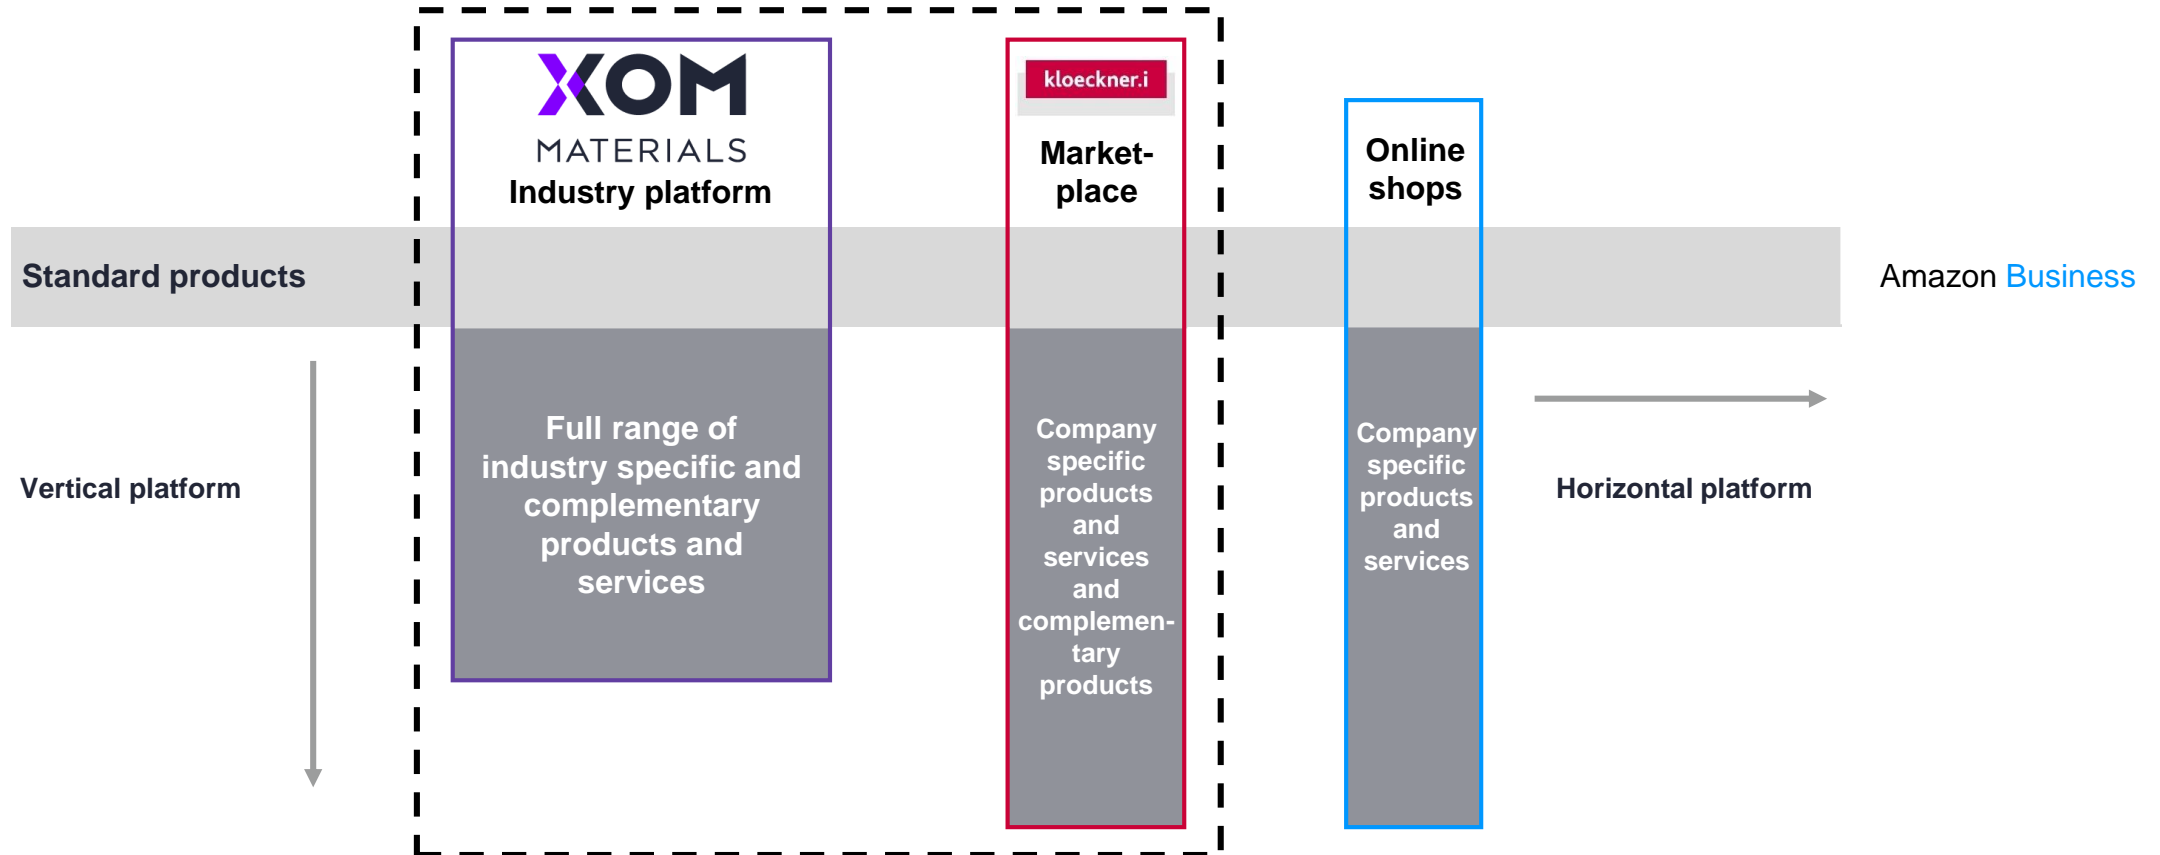 XOM
MATERIALS
Industry platform
kloeckner.i
Market-
place
Online
shops
Standard products
Amazon Business
Vertical platform
Full range of
industry specific and
complementary
products and
services
Company
specific
products
and
services
and
complemen-
tary
products
Company
specific
products
and
services
Horizontal platform